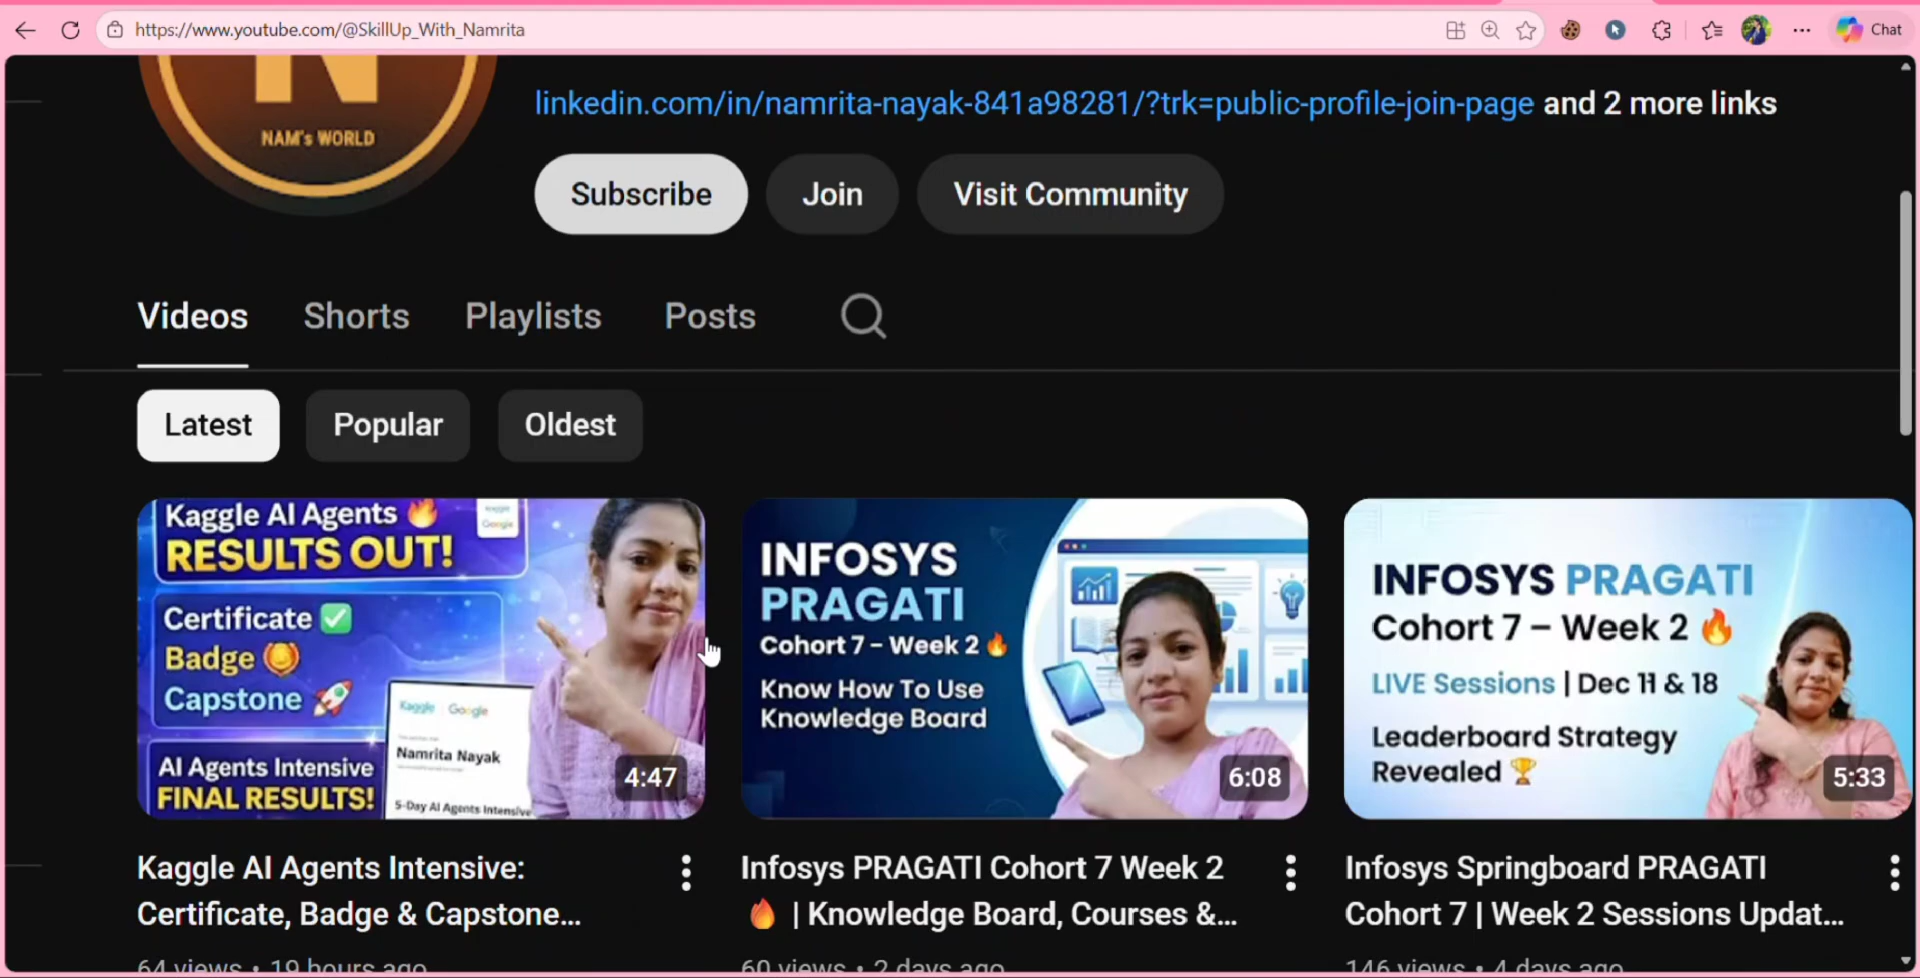 https://www.youtube.com/@SkillUp_With_Namrita
Chat
N
NAM's WORLD
linkedin.com/in/namrita-nayak-841a98281/?trk=public-profile-join-page and 2 more links
Subscribe
Join
Visit Community
Videos
Shorts
Playlists
Posts
Latest
Popular
Oldest
Kaggle AI Agents 🔥
RESULTS OUT!
kaggle
Google
Certificate ✅
Badge 🏅
Capstone 🚀
AI Agents Intensive
FINAL RESULTS!
Kaggle Google
Namrita Nayak
5-Day AI Agents Intensive
4:47
INFOSYS
PRAGATI
Cohort 7 – Week 2 🔥
Know How To Use
Knowledge Board
6:08
INFOSYS PRAGATI
Cohort 7 – Week 2 🔥
LIVE Sessions | Dec 11 & 18
Leaderboard Strategy
Revealed 🏆
5:33
Kaggle AI Agents Intensive:
Certificate, Badge & Capstone...
64 views • 19 hours ago
Infosys PRAGATI Cohort 7 Week 2
🔥 | Knowledge Board, Courses &...
60 views • 2 days ago
Infosys Springboard PRAGATI
Cohort 7 | Week 2 Sessions Updat...
146 views • 4 days ago